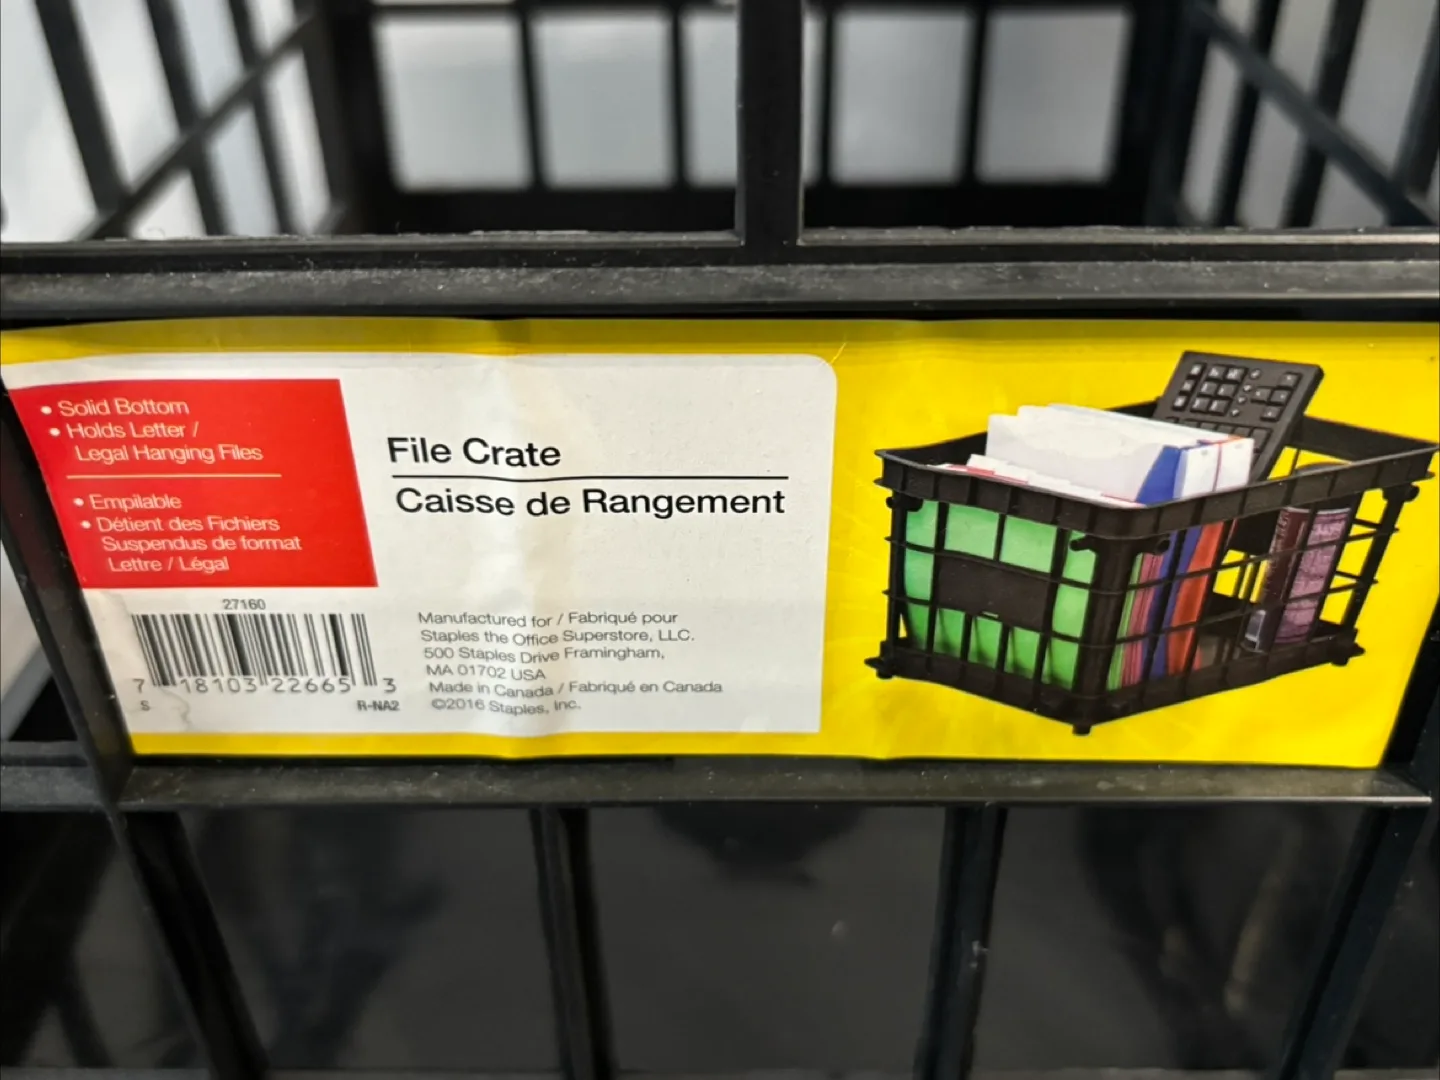 • Solid Bottom
• Holds Letter /
Legal Hanging Files
• Empilable
• Détient des Fichiers
Suspendus de format
Lettre / Légal
File Crate
Caisse de Rangement
27160
7 18103 22665 3
S R-NA2
Manufactured for / Fabriqué pour
Staples the Office Superstore, LLC.
500 Staples Drive Framingham,
MA 01702 USA
Made in Canada / Fabriqué en Canada
©2016 Staples, Inc.